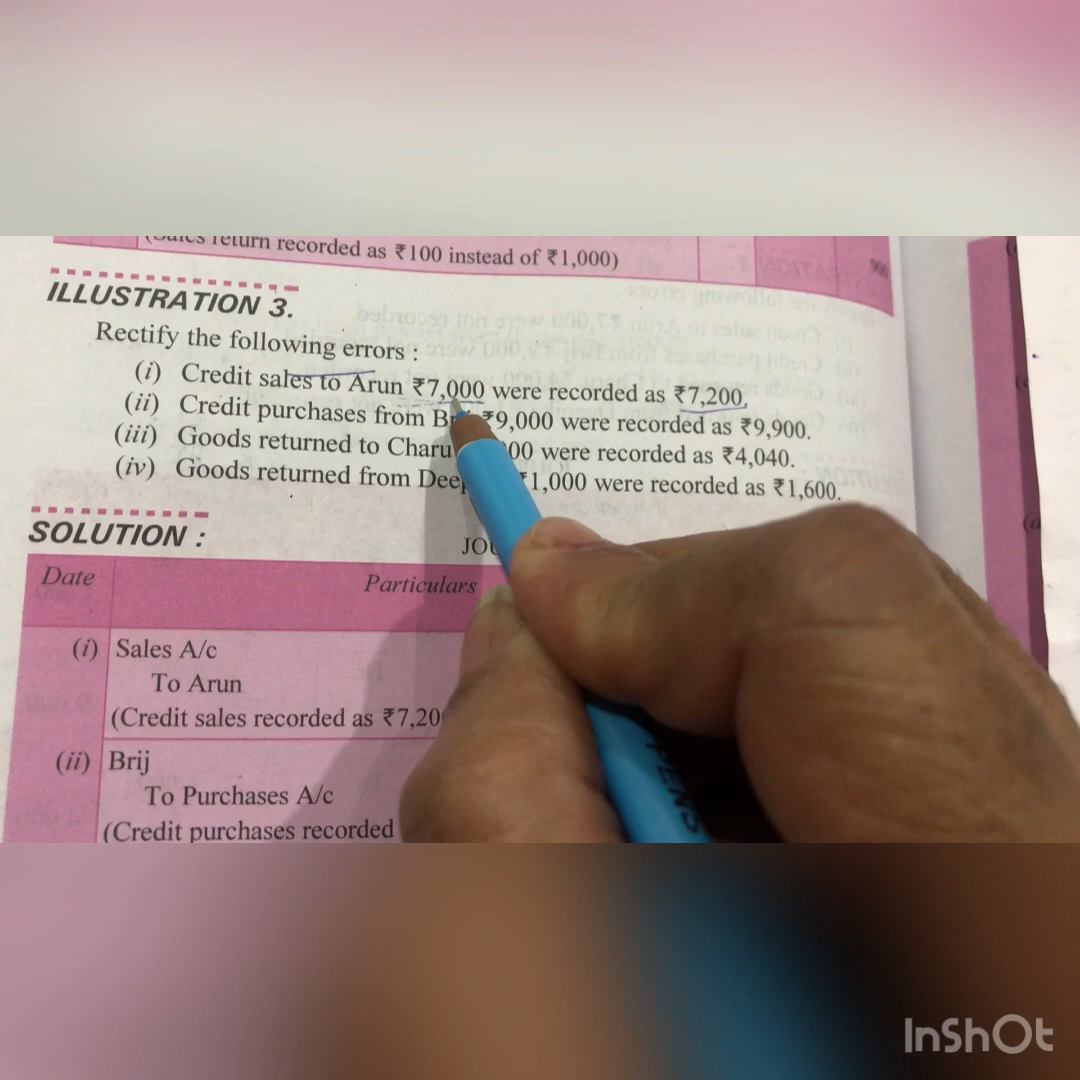 return recorded as ₹100 instead of ₹1,000)
900
ILLUSTRATION 3.
Rectify the following errors :
(i) Credit sales to Arun ₹7,000 were recorded as ₹7,200.
(ii) Credit purchases from ₹9,000 were recorded as ₹9,900.
(iii) Goods returned to Charu 00 were recorded as ₹4,040.
(iv) Goods returned from ₹1,000 were recorded as ₹1,600.
SOLUTION :
Date Particulars
(i) Sales A/c
To Arun
(Credit sales recorded as ₹7,20
(ii) Brij
To Purchases A/c
(Credit purchases recorded
PENS
InShOt